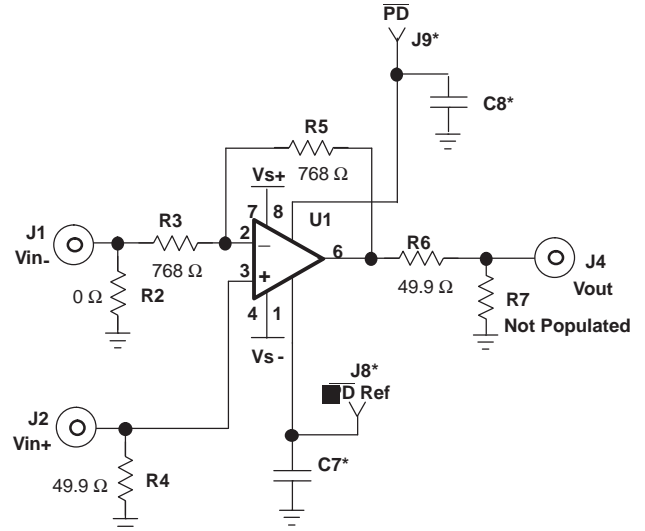 PD
J9*
C8*
R5
768 Ω
Vs+
7 8
U1
J1
Vin-
R3
768 Ω
2
−
6
R6
49.9 Ω
J4
Vout
0 Ω
R2
3
+
R7
Not Populated
4 1
Vs -
J8*
PD Ref
J2
Vin+
C7*
49.9 Ω
R4